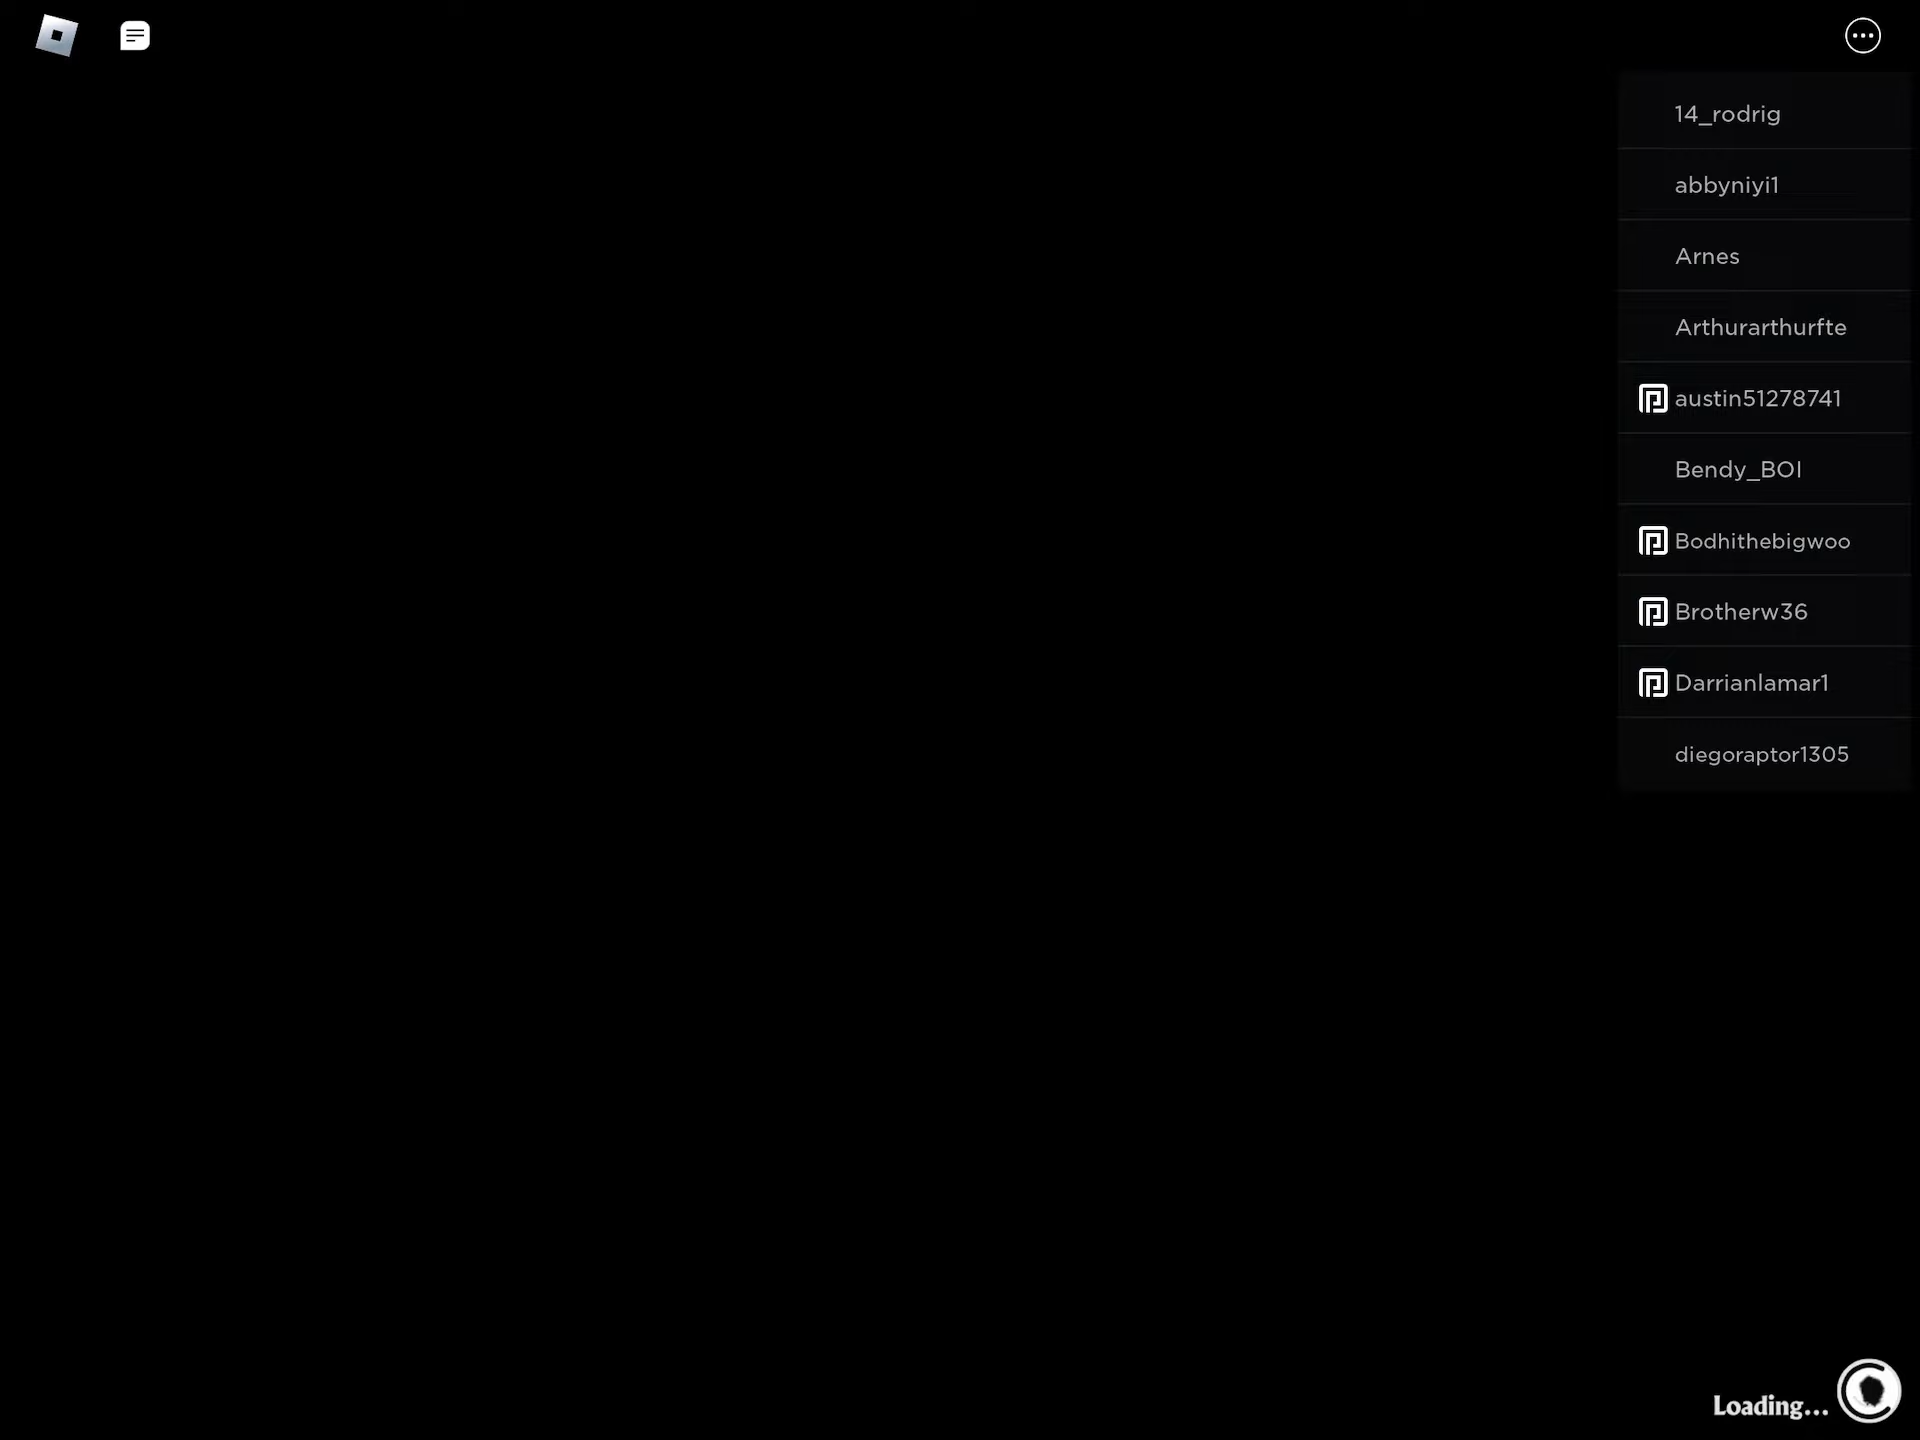 14_rodrig
abbyniyi1
Arnes
Arthurarthurfte
austin51278741
Bendy_BOI
Bodhithebigwoo
Brotherw36
Darrianlamar1
diegoraptor1305
Loading...